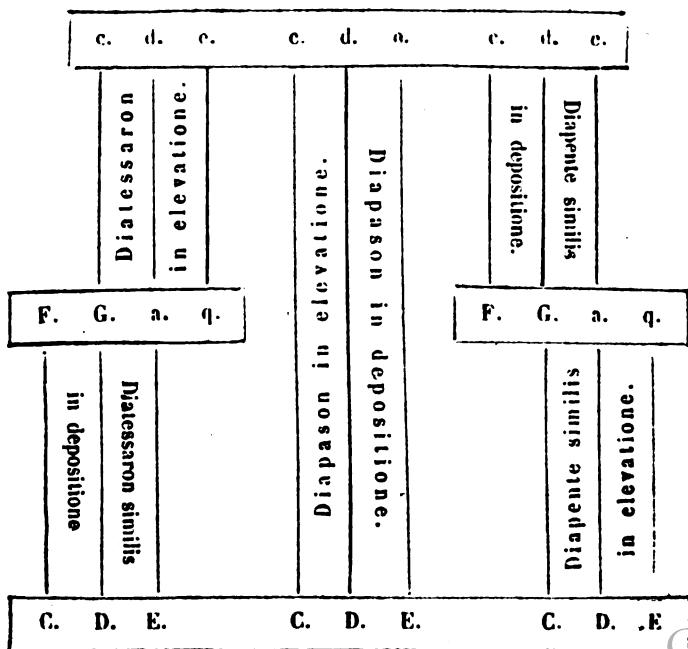 c. d. e. c. d. e. c. d. e.
Diatessaron
in elevatione.
Diapason in elevatione.
Diapason in depositione.
in depositione.
Diapente similis
F. G. a. q.
F. G. a. q.
in depositione
Diatessaron similis
Diapente similis
in elevatione.
C. D. E. C. D. E. C. D. E